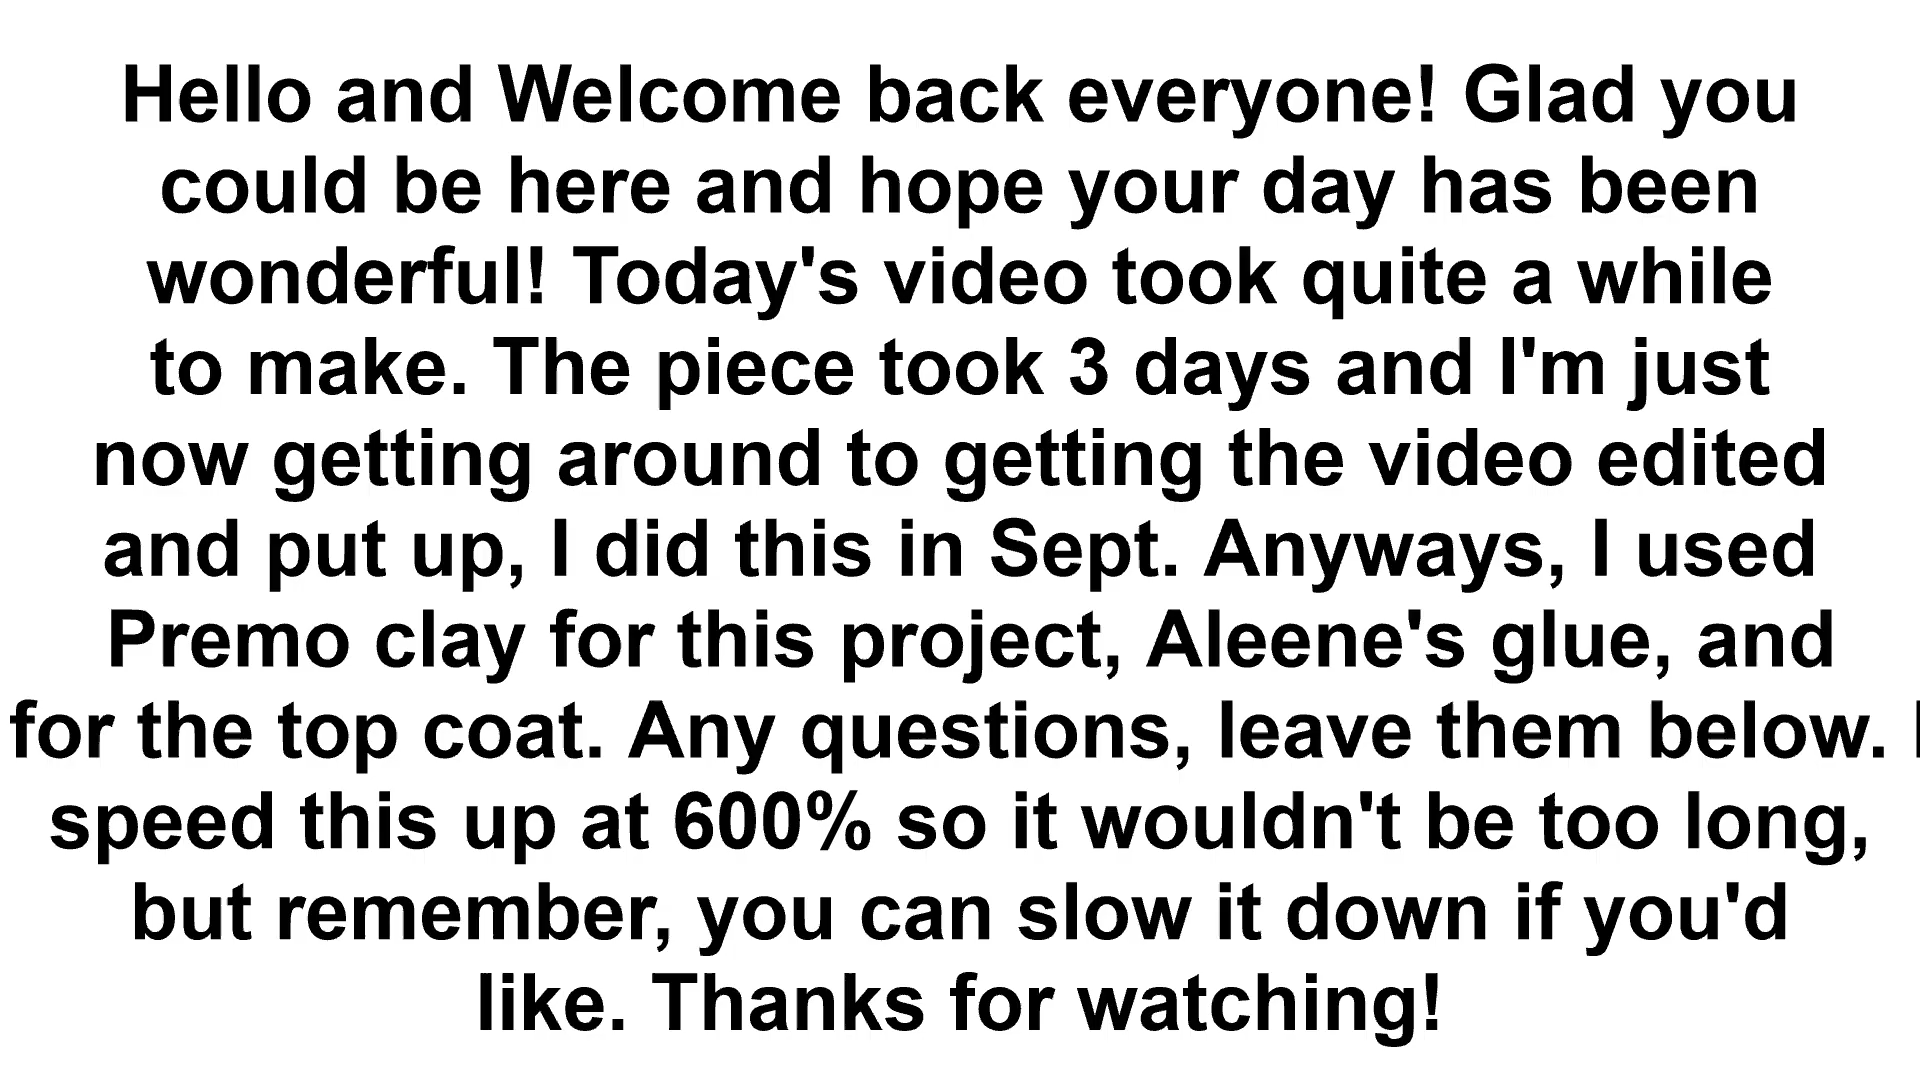 Hello and Welcome back everyone! Glad you
could be here and hope your day has been
wonderful! Today's video took quite a while
to make. The piece took 3 days and I'm just
now getting around to getting the video edited
and put up, I did this in Sept. Anyways, I used
Premo clay for this project, Aleene's glue, and
for the top coat. Any questions, leave them below.
speed this up at 600% so it wouldn't be too long,
but remember, you can slow it down if you'd
like. Thanks for watching!